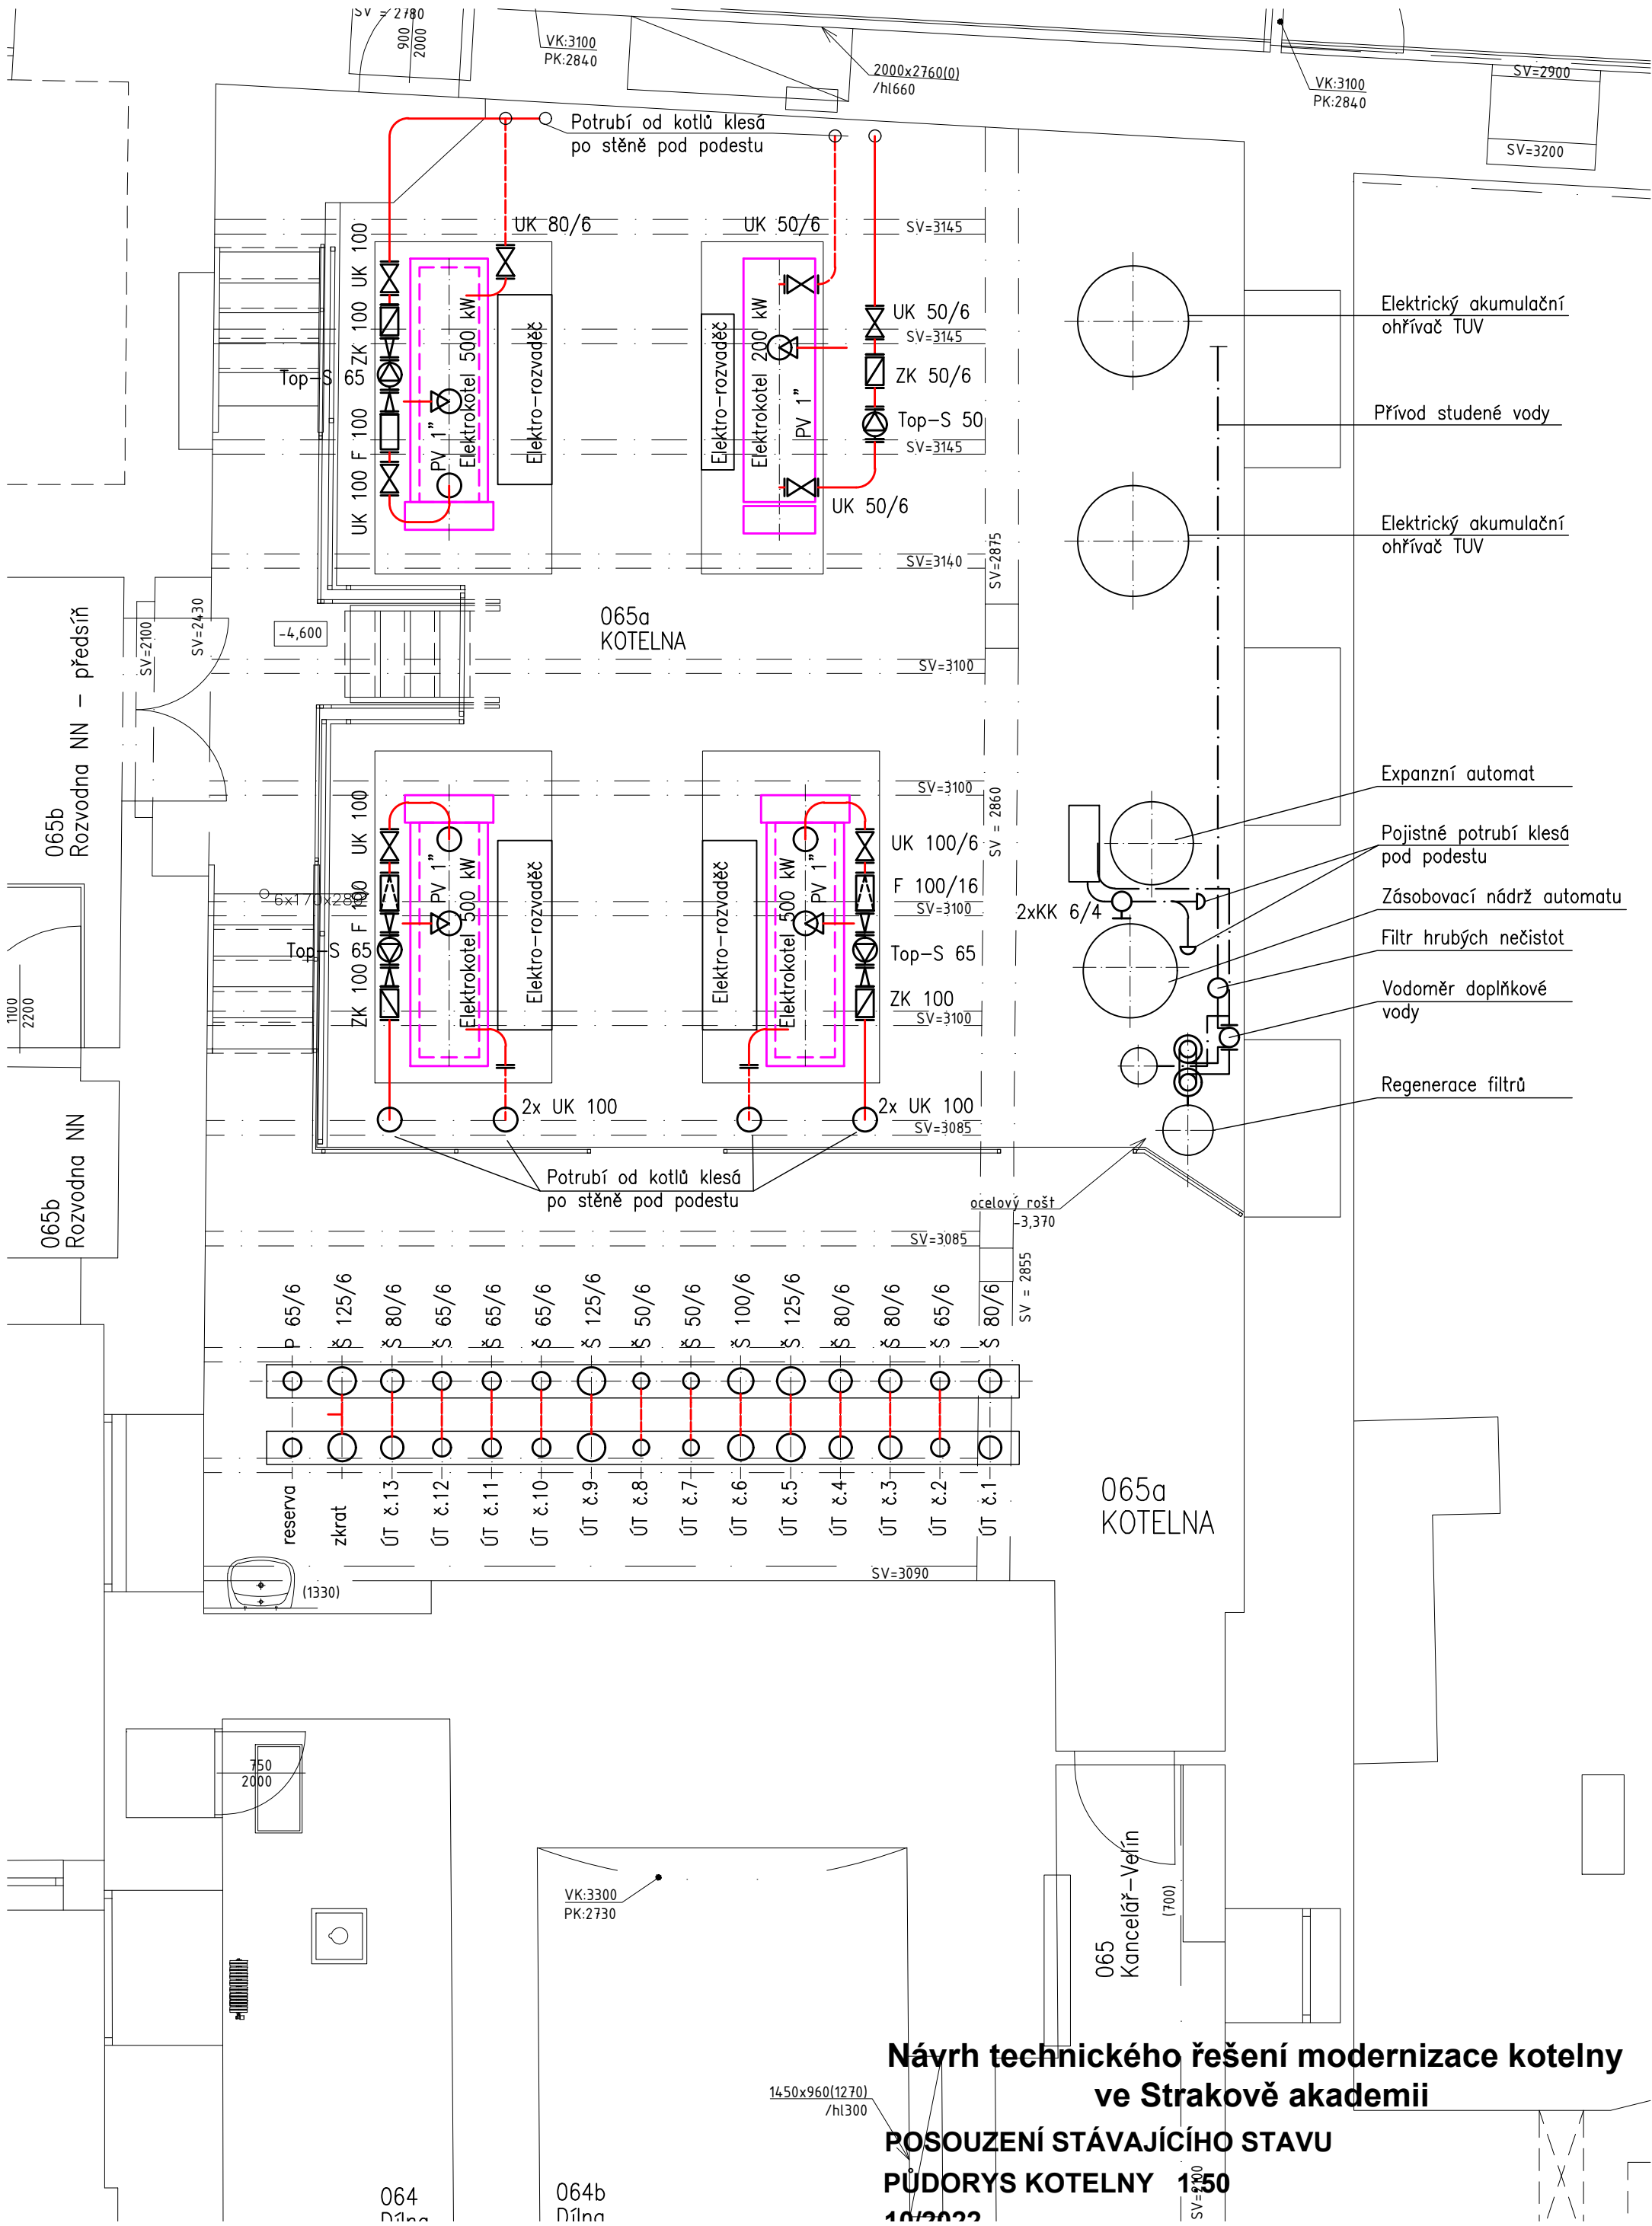 SV = 2780
900
2000
VK:3100
PK:2840
2000x2760(0)
/hl660
VK:3100
PK:2840
SV=2900
SV=3200
Potrubí od kotlů klesá
po stěně pod podestu
UK 80/6
UK 50/6
SV=3145
UK 100
ZK 100
Top-S 65
F 100
UK 100
PV 1"
Elektrokotel 500 kW
Elektro-rozvaděč
Elektro-rozvaděč
Elektrokotel 200 kW
PV 1"
UK 50/6
SV=3145
ZK 50/6
Top-S 50
SV=3145
UK 50/6
Elektrický akumulační
ohřívač TUV
Přívod studené vody
Elektrický akumulační
ohřívač TUV
SV=3140
SV=2875
065a
KOTELNA
-4,600
SV=2100
SV=2430
065b
Rozvodna NN - předsíň
SV=3100
SV=3100
SV = 2860
UK 100
F 100
6x170x280
Top-S 65
ZK 100
PV 1"
Elektrokotel 500 kW
Elektro-rozvaděč
Elektro-rozvaděč
Elektrokotel 500 kW
PV 1"
UK 100/6
F 100/16
SV=3100
Top-S 65
ZK 100
SV=3100
2xKK 6/4
Expanzní automat
Pojistné potrubí klesá
pod podestu
Zásobovací nádrž automatu
Filtr hrubých nečistot
Vodoměr doplňkové
vody
Regenerace filtrů
1100
2200
2x UK 100
2x UK 100
SV=3085
Potrubí od kotlů klesá
po stěně pod podestu
ocelový rošt
-3,370
065b
Rozvodna NN
SV=3085
SV = 2855
P 65/6
Š 125/6
Š 80/6
Š 65/6
Š 65/6
Š 65/6
Š 125/6
Š 50/6
Š 50/6
Š 100/6
Š 125/6
Š 80/6
Š 80/6
Š 65/6
Š 80/6
reserva
zkrat
ÚT č.13
ÚT č.12
ÚT č.11
ÚT č.10
ÚT č.9
ÚT č.8
ÚT č.7
ÚT č.6
ÚT č.5
ÚT č.4
ÚT č.3
ÚT č.2
ÚT č.1
065a
KOTELNA
SV=3090
(1330)
750
2000
VK:3300
PK:2730
065
Kancelář-Velín
(700)
1450x960(1270)
/hl300
Návrh technického řešení modernizace kotelny
ve Strakově akademii
POSOUZENÍ STÁVAJÍCÍHO STAVU
PŮDORYS KOTELNY 1:50
10/2022
SV=2100
064
Dílna
064b
Dílna